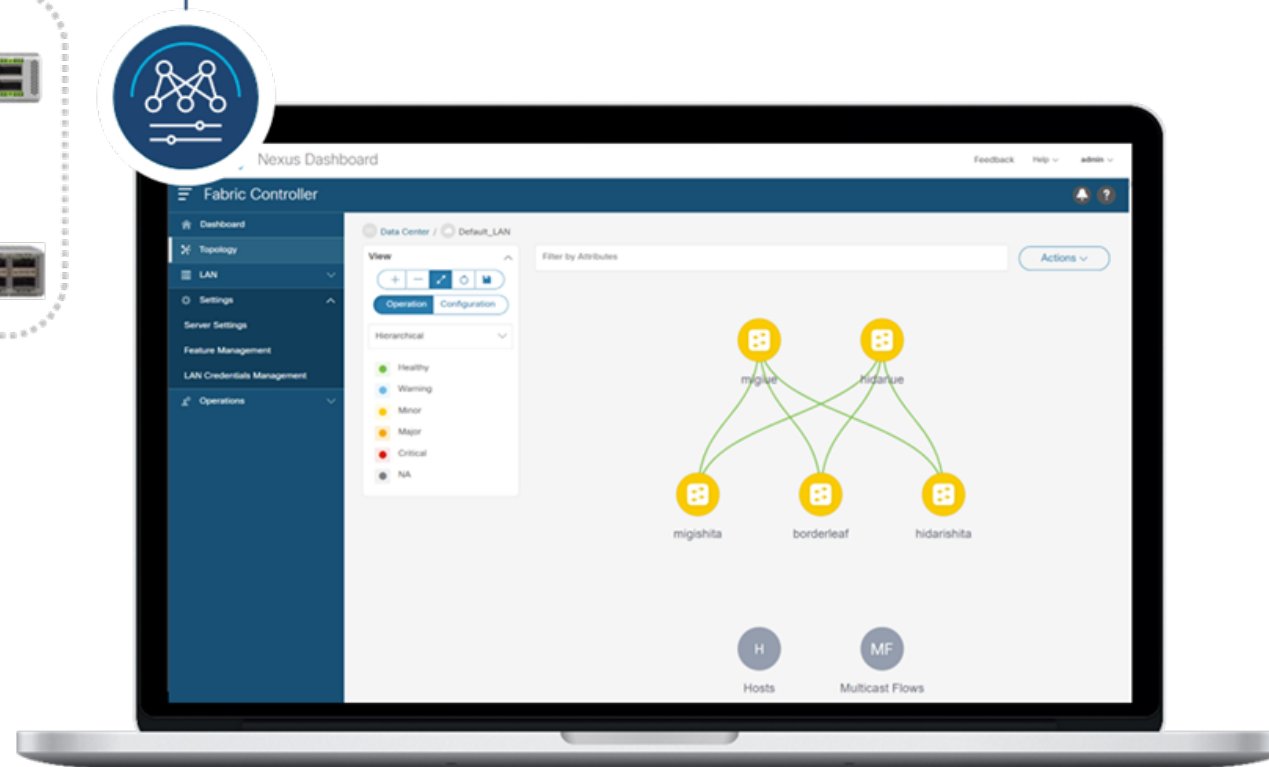 Nexus Dashboard
Feedback Help admin
Fabric Controller
?
Dashboard
Topology
LAN
Settings
Server Settings
Feature Management
LAN Credentials Management
Operations
Data Center / Default_LAN
View
Operation Configuration
Hierarchical
Healthy
Warning
Minor
Major
Critical
NA
Filter by Attributes
Actions
migiue hidariue
migishita borderleaf hidarishita
H MF
Hosts Multicast Flows